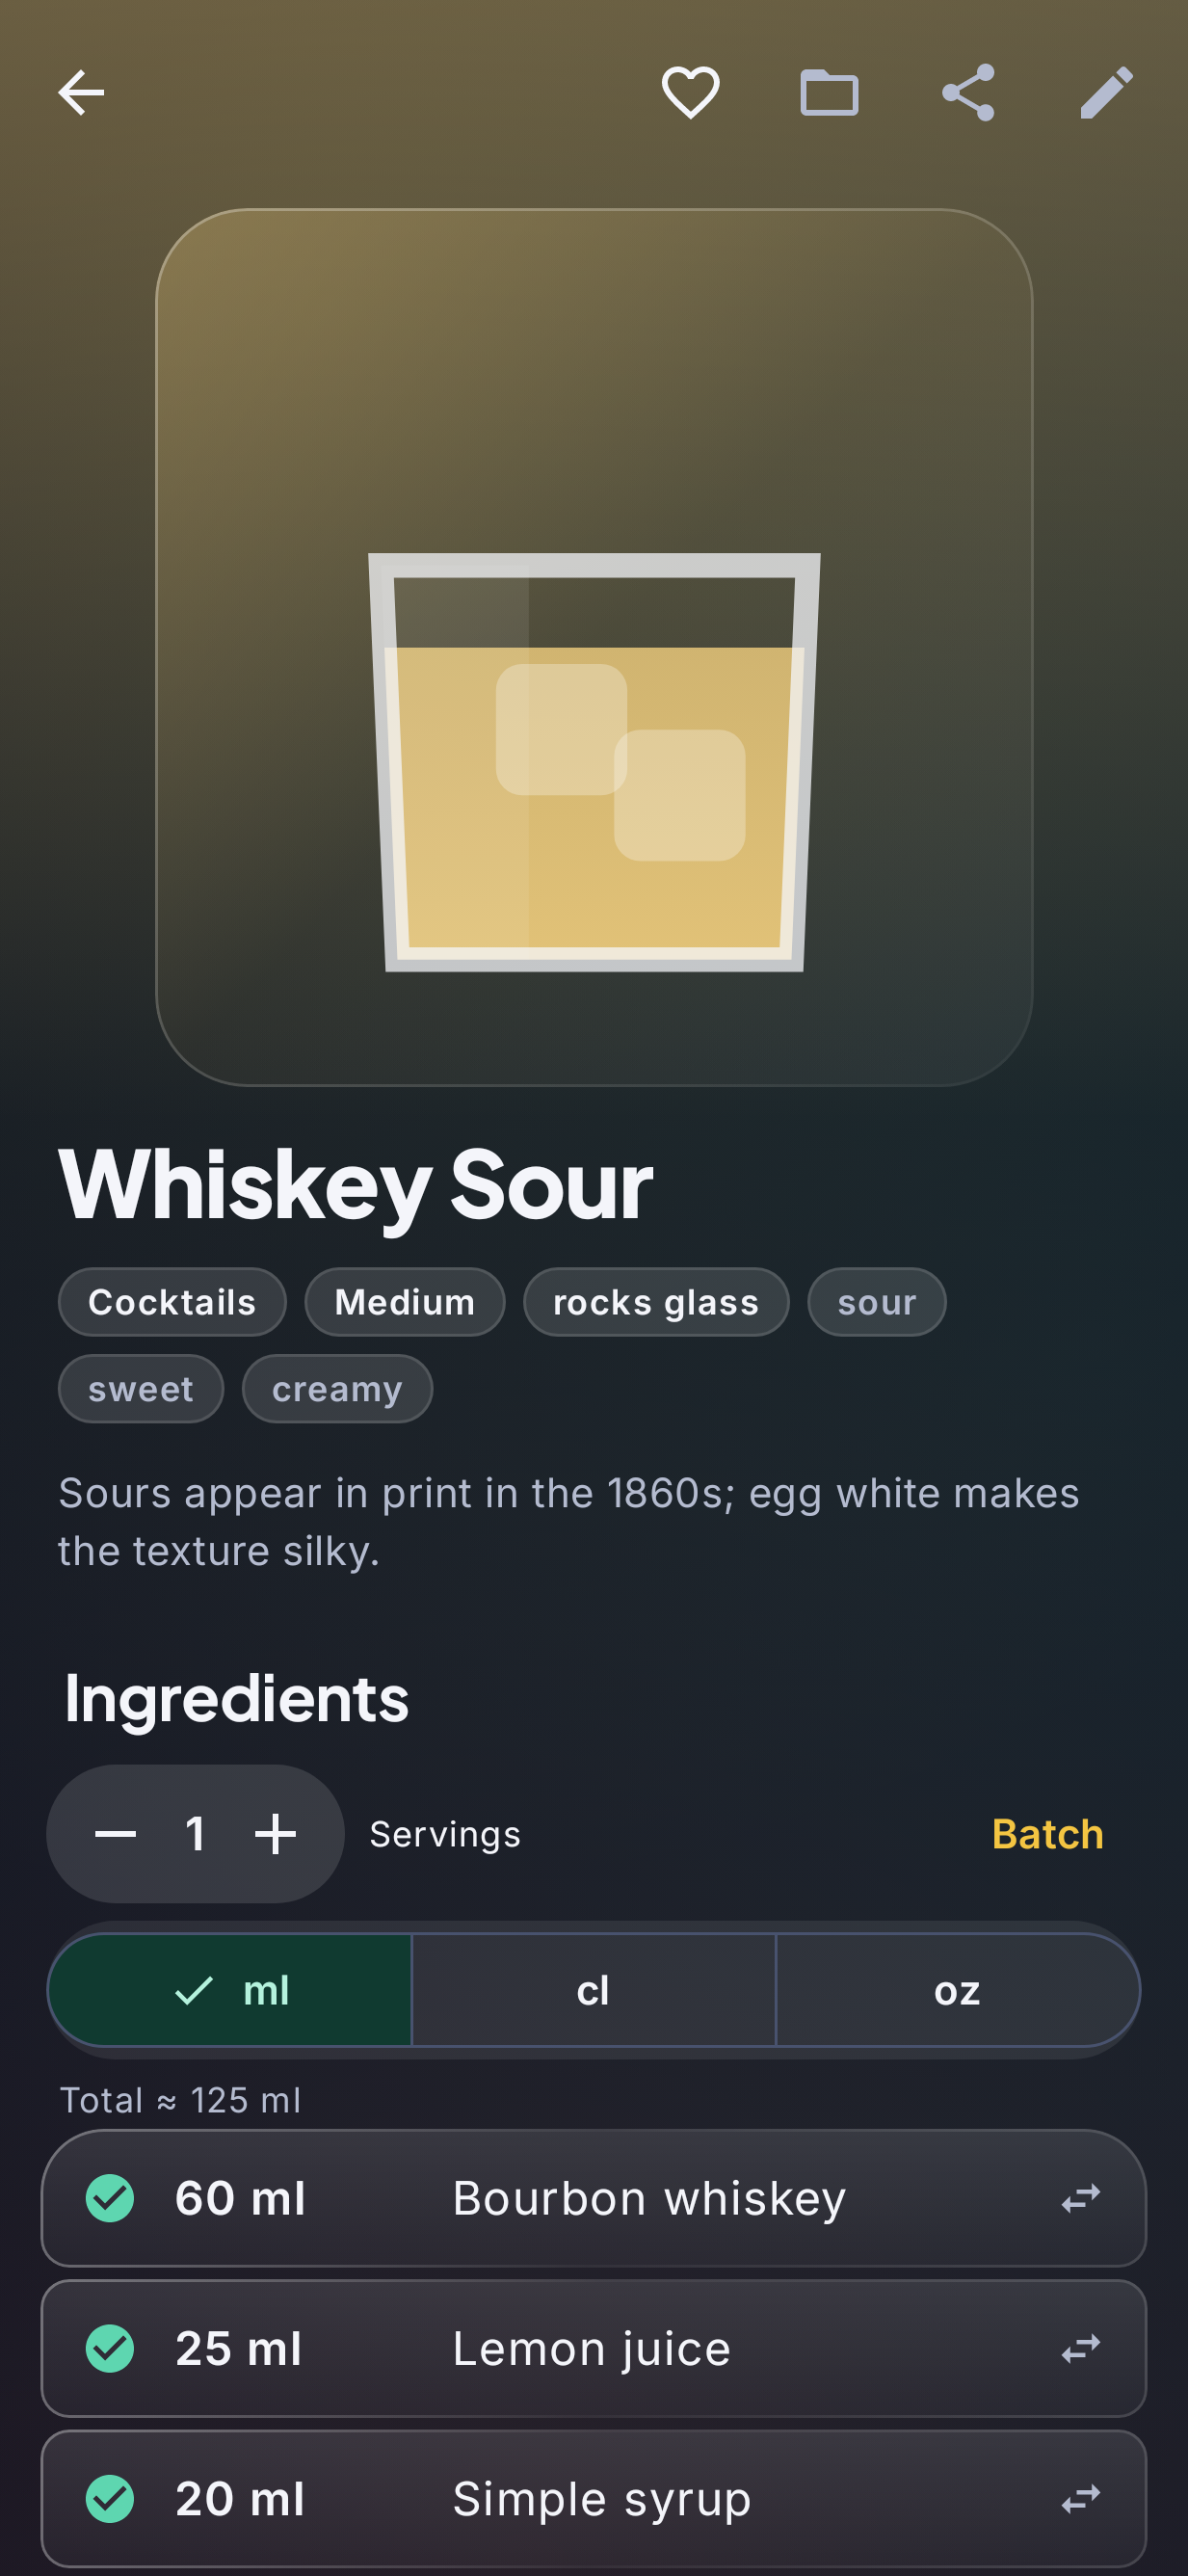 Whiskey Sour
Cocktails Medium rocks glass sour
sweet creamy
Sours appear in print in the 1860s; egg white makes
the texture silky.
Ingredients
1 Servings Batch
ml cl oz
Total ≈ 125 ml
60 ml Bourbon whiskey
25 ml Lemon juice
20 ml Simple syrup